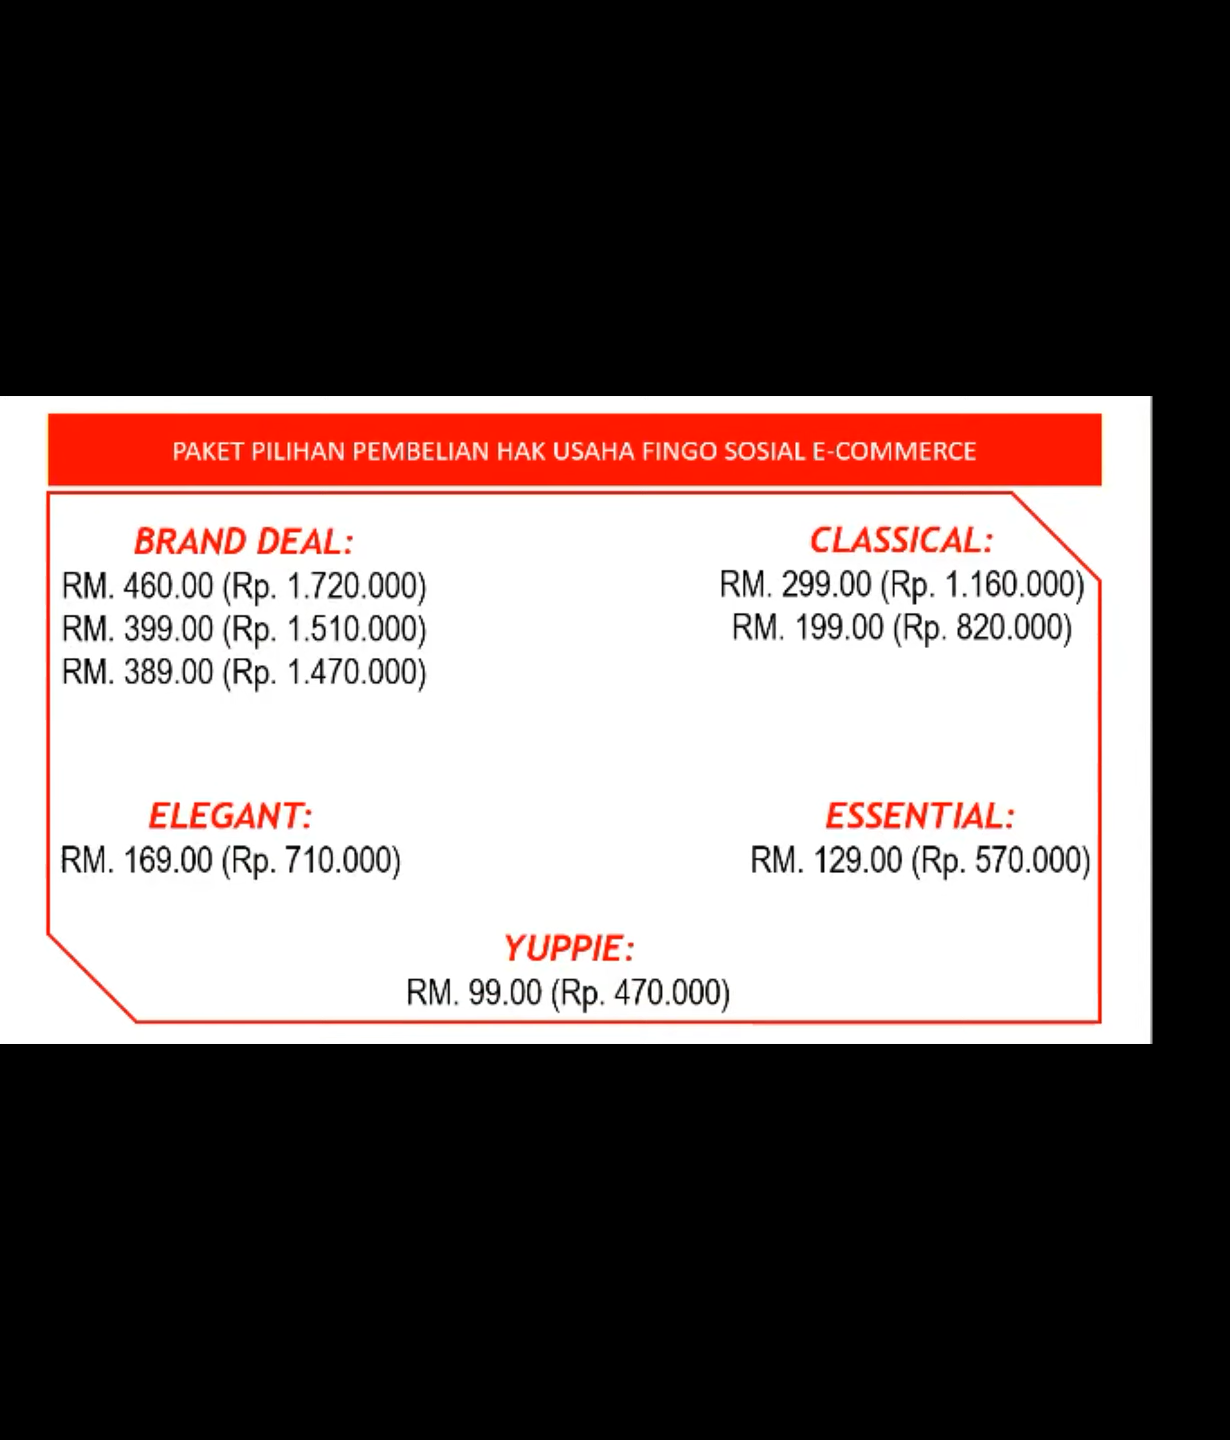 PAKET PILIHAN PEMBELIAN HAK USAHA FINGO SOSIAL E-COMMERCE
BRAND DEAL:
RM. 460.00 (Rp. 1.720.000)
RM. 399.00 (Rp. 1.510.000)
RM. 389.00 (Rp. 1.470.000)
CLASSICAL:
RM. 299.00 (Rp. 1.160.000)
RM. 199.00 (Rp. 820.000)
ELEGANT:
RM. 169.00 (Rp. 710.000)
ESSENTIAL:
RM. 129.00 (Rp. 570.000)
YUPPIE:
RM. 99.00 (Rp. 470.000)